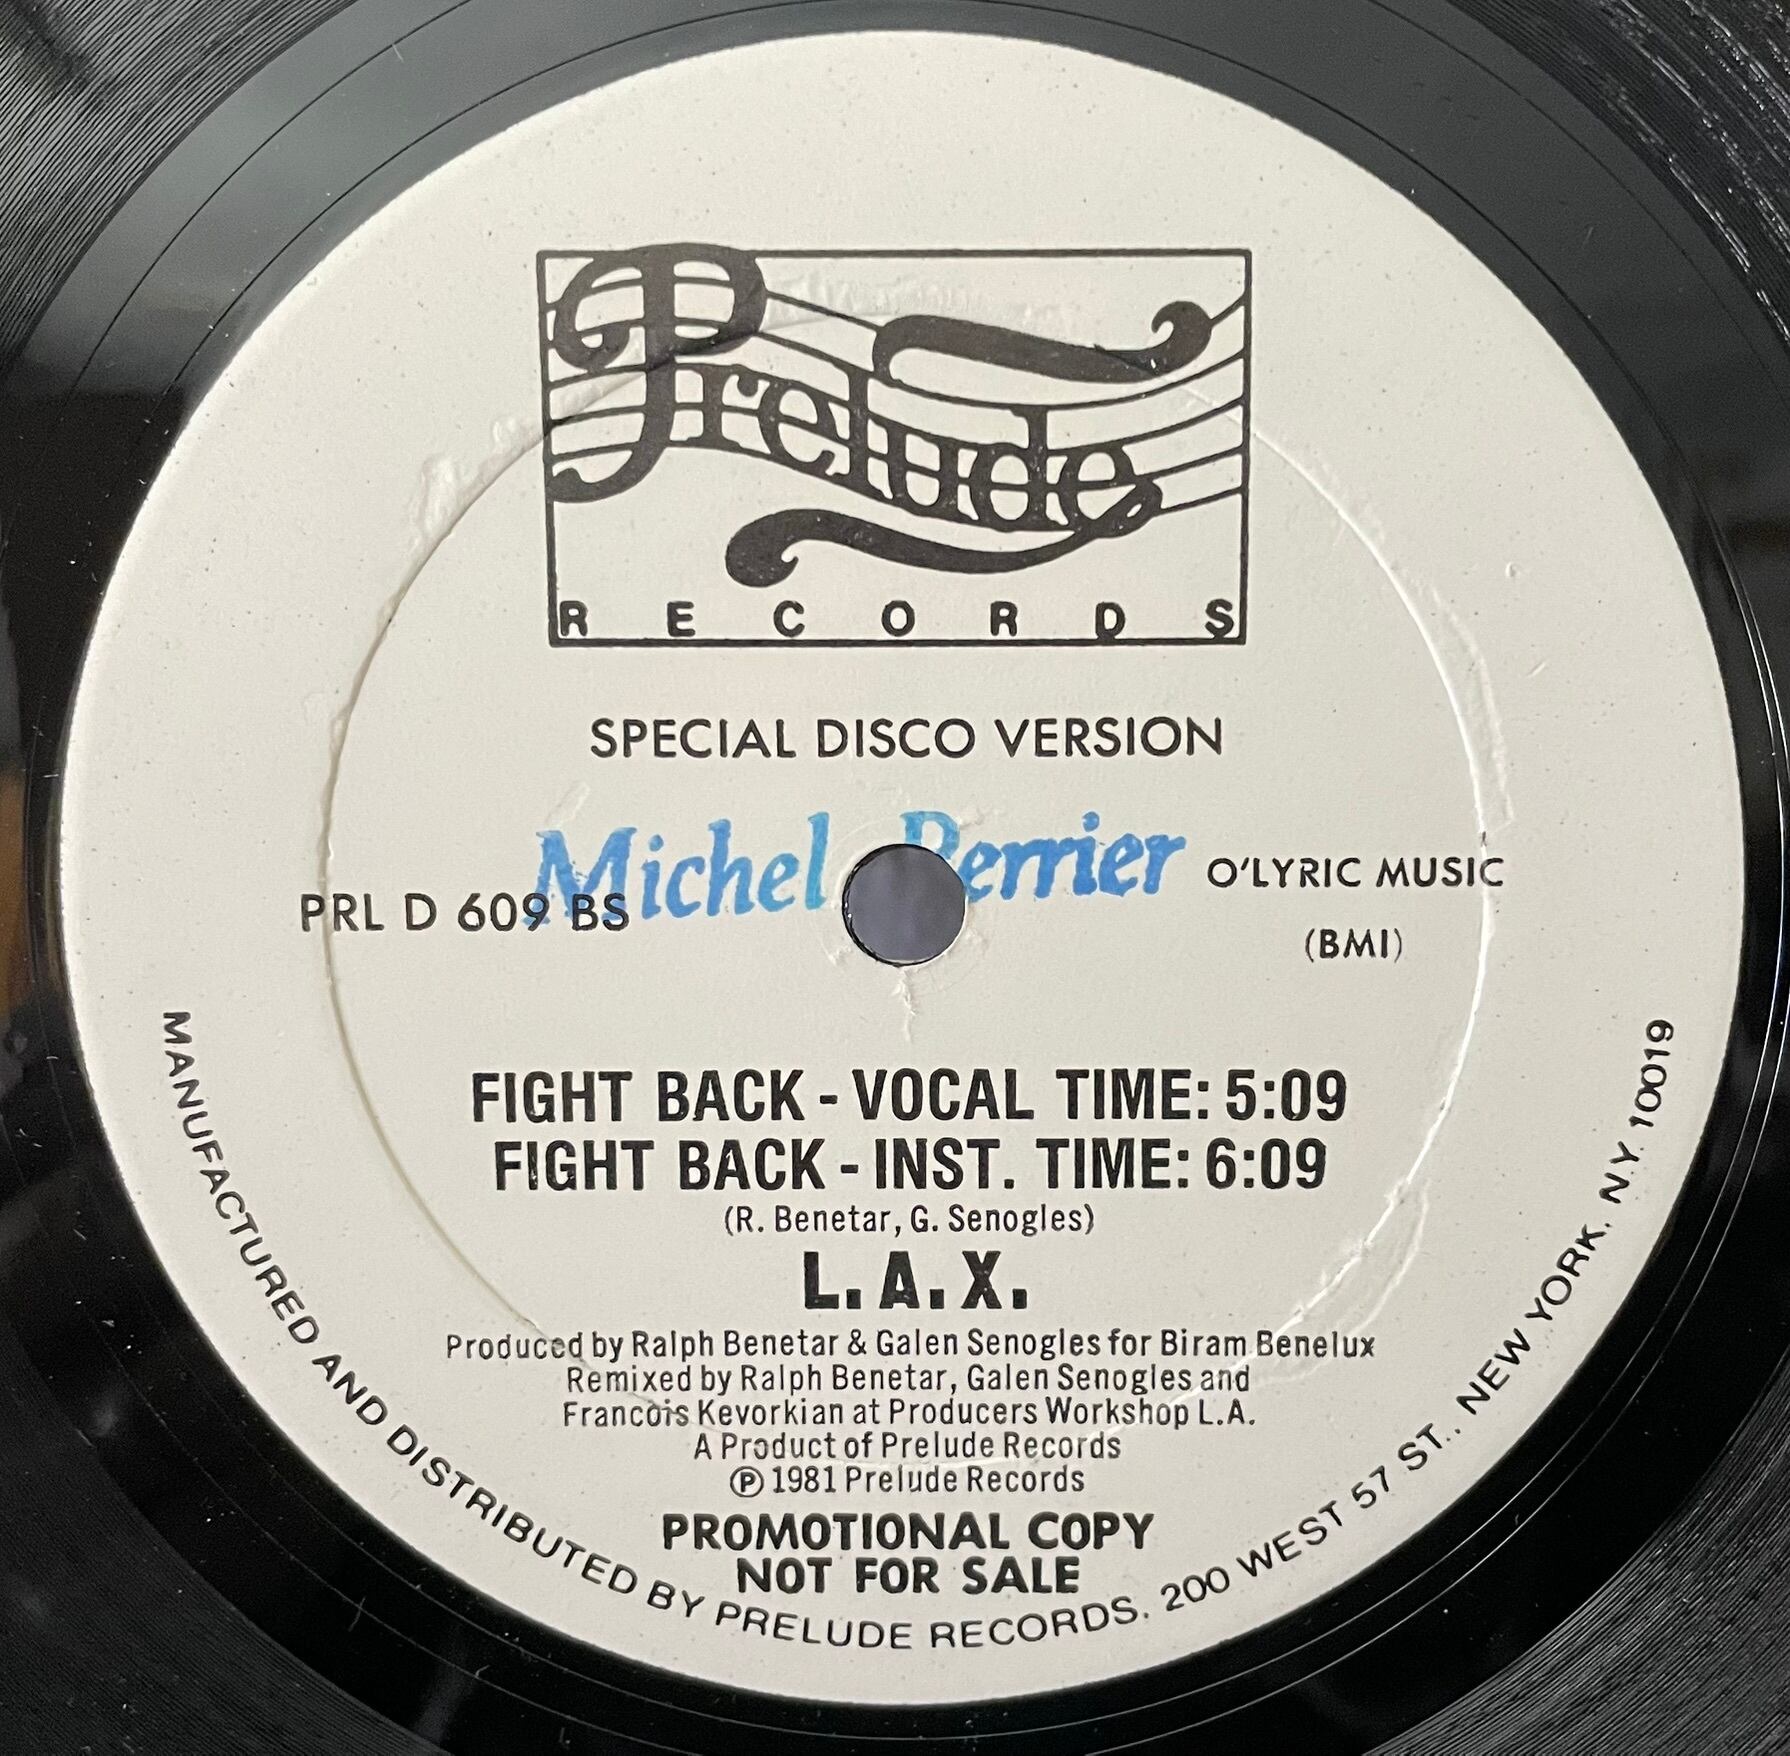 Prelude
RECORDS
SPECIAL DISCO VERSION
Michel Perrier
O'LYRIC MUSIC
(BMI)
PRL D 609 BS
FIGHT BACK - VOCAL TIME: 5:09
FIGHT BACK - INST. TIME: 6:09
(R. Benetar, G. Senogles)
L.A.X.
Produced by Ralph Benetar & Galen Senogles for Biram Benelux
Remixed by Ralph Benetar, Galen Senogles and
Francois Kevorkian at Producers Workshop L.A.
A Product of Prelude Records
℗ 1981 Prelude Records
PROMOTIONAL COPY
NOT FOR SALE
MANUFACTURED AND DISTRIBUTED BY PRELUDE RECORDS. 200 WEST 57 ST., NEW YORK. N.Y. 10019